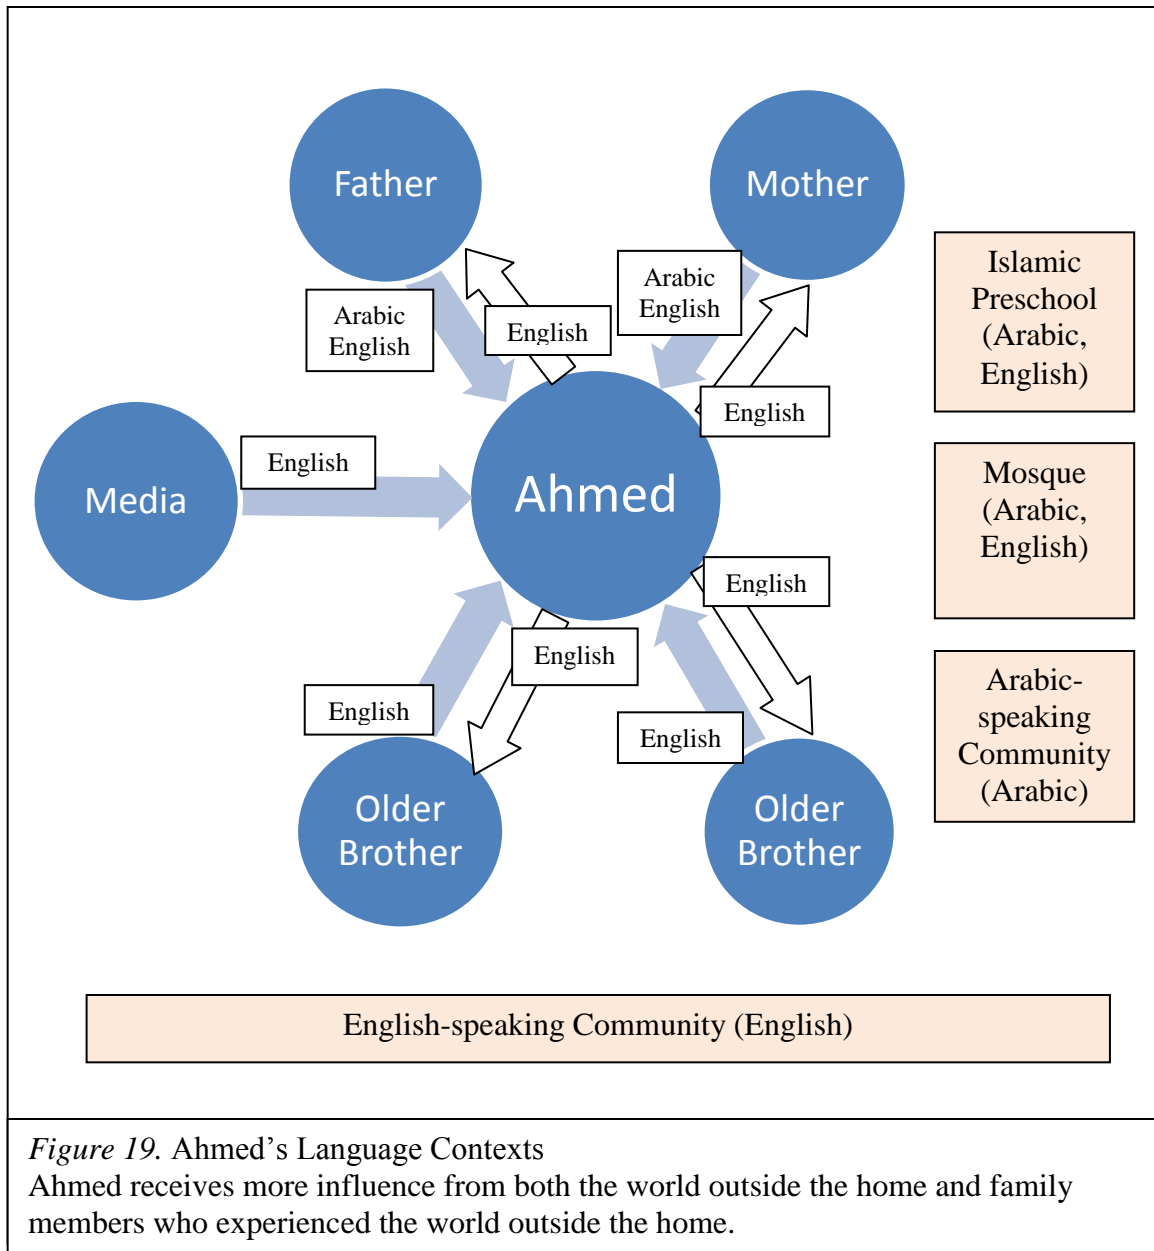 Father
Mother
Arabic
English
English
Arabic
English
English
Islamic
Preschool
(Arabic,
English)
Media
English
Ahmed
Mosque
(Arabic,
English)
English
English
English
English
Older
Brother
Older
Brother
Arabic-
speaking
Community
(Arabic)
English-speaking Community (English)
Figure 19. Ahmed’s Language Contexts
Ahmed receives more influence from both the world outside the home and family
members who experienced the world outside the home.